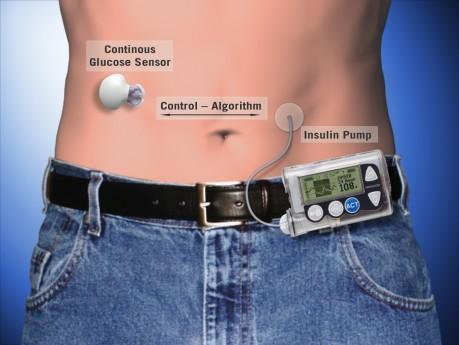 Continous
Glucose Sensor
Control – Algorithm
Insulin Pump
108
ACT